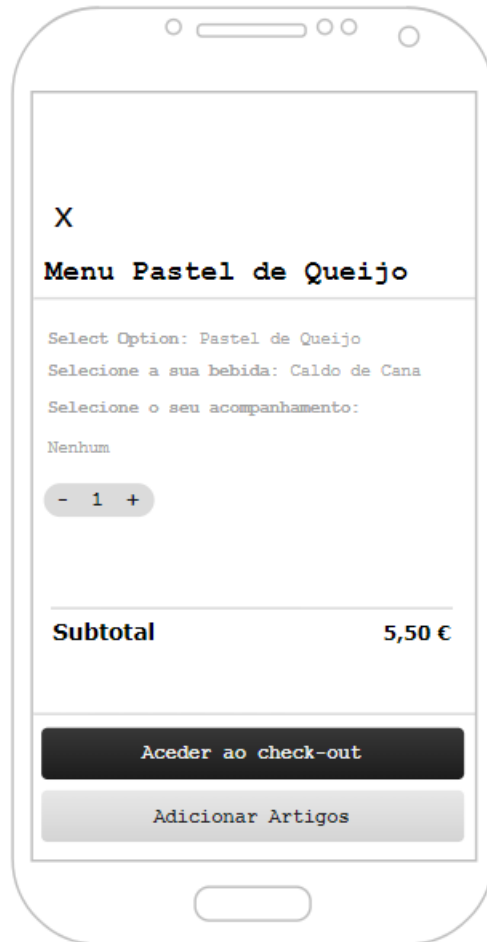 X
Menu Pastel de Queijo
Select Option: Pastel de Queijo
Selecione a sua bebida: Caldo de Cana
Selecione o seu acompanhamento:
Nenhum
- 1 +
Subtotal 5,50 €
Aceder ao check-out
Adicionar Artigos